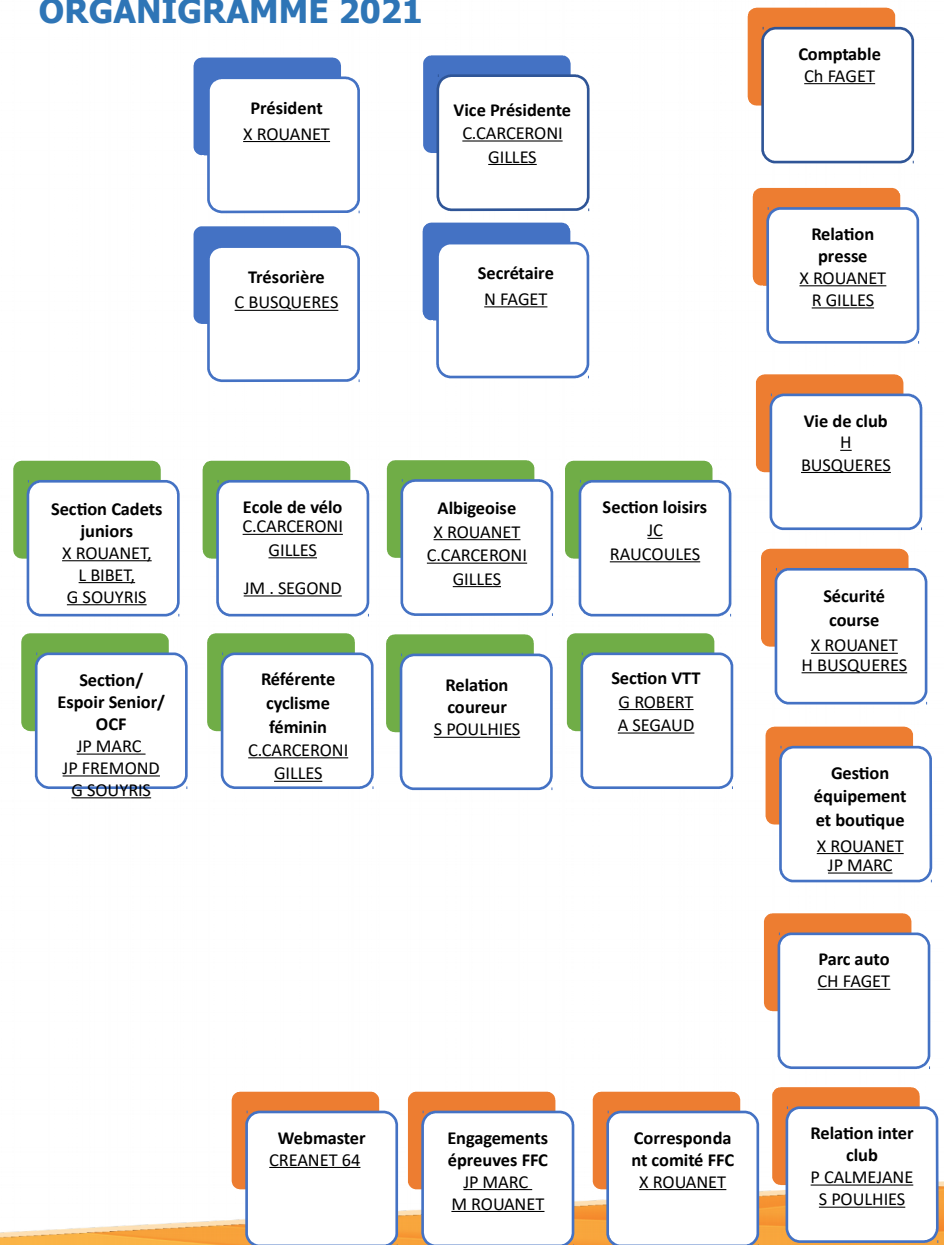 ORGANIGRAMME 2021
Président
X ROUANET
Vice Présidente
C.CARCERONI
GILLES
Trésorière
C BUSQUERES
Secrétaire
N FAGET
Comptable
Ch FAGET
Relation
presse
X ROUANET
R GILLES
Vie de club
H
BUSQUERES
Sécurité
course
X ROUANET
H BUSQUERES
Gestion
équipement
et boutique
X ROUANET
JP MARC
Parc auto
CH FAGET
Section Cadets
juniors
X ROUANET,
L BIBET,
G SOUYRIS
Ecole de vélo
C.CARCERONI
GILLES
JM . SEGOND
Albigeoise
X ROUANET
C.CARCERONI
GILLES
Section loisirs
JC
RAUCOULES
Section/
Espoir Senior/
OCF
JP MARC
JP FREMOND
G SOUYRIS
Référente
cyclisme
féminin
C.CARCERONI
GILLES
Relation
coureur
S POULHIES
Section VTT
G ROBERT
A SEGAUD
Webmaster
CREANET 64
Engagements
épreuves FFC
JP MARC
M ROUANET
Corresponda
nt comité FFC
X ROUANET
Relation inter
club
P CALMEJANE
S POULHIES